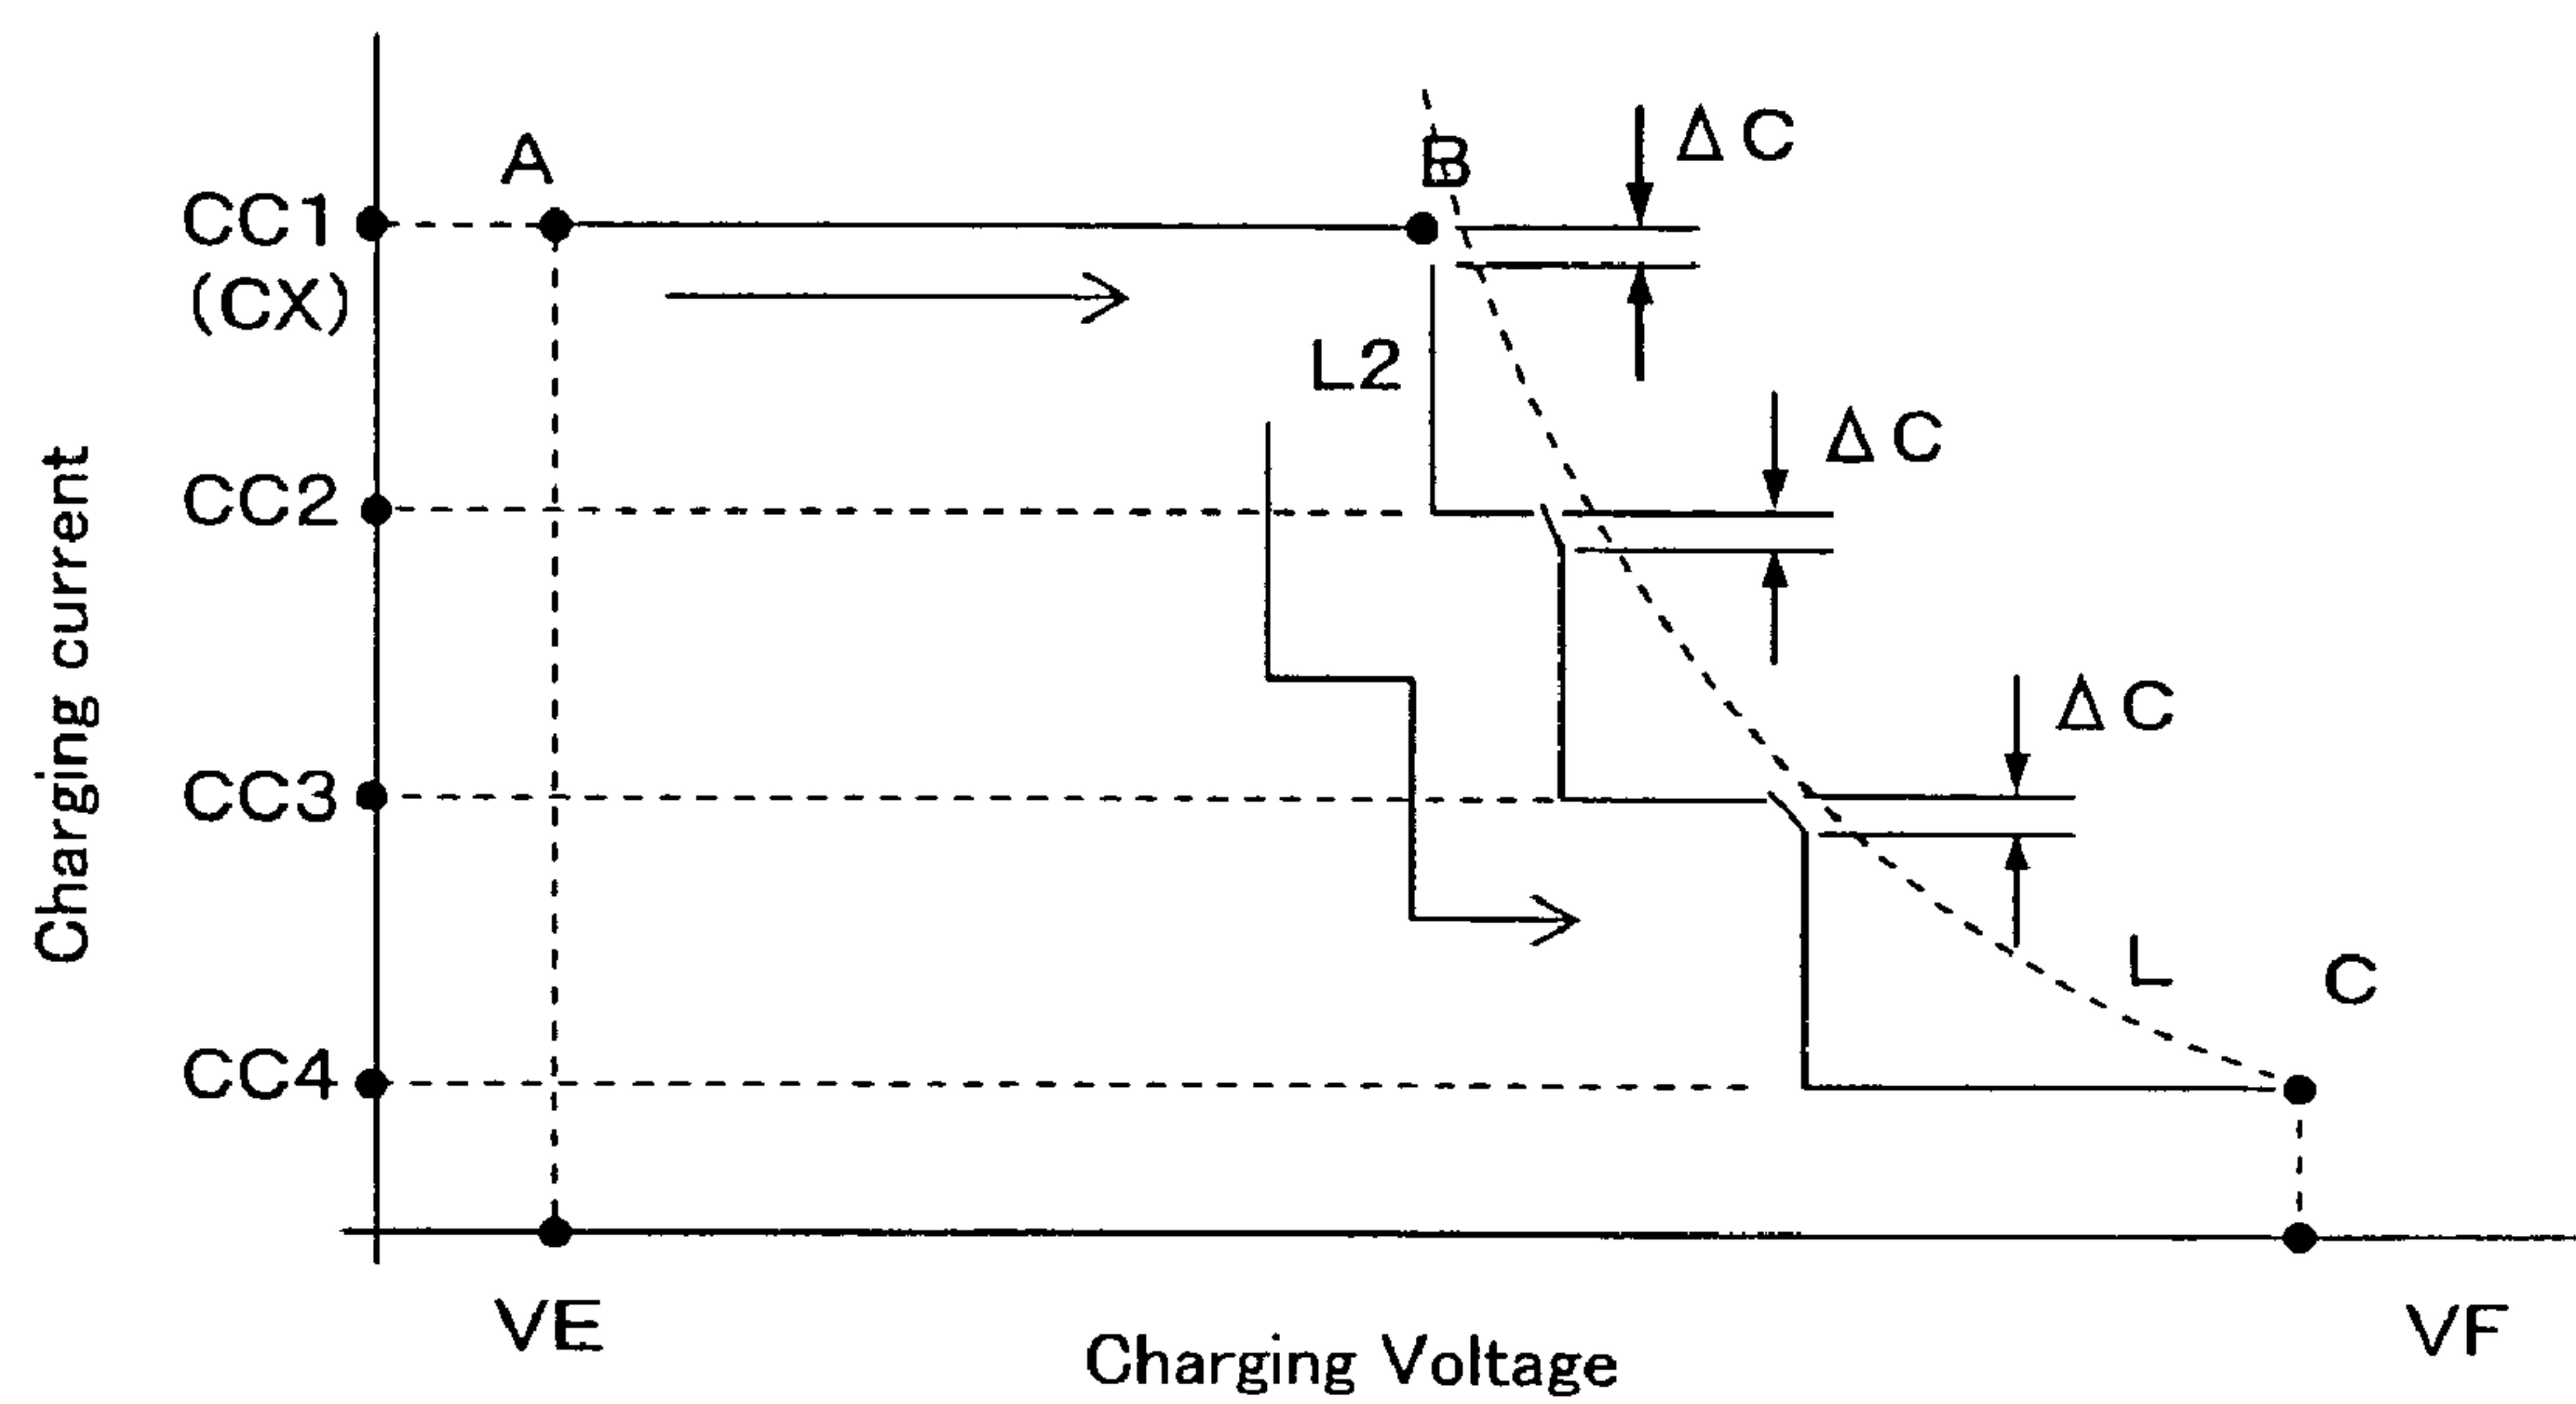 A
B
ΔC
CC1
(CX)
L2
ΔC
CC2
ΔC
CC3
L
C
CC4
VE
VF
Charging current
Charging Voltage